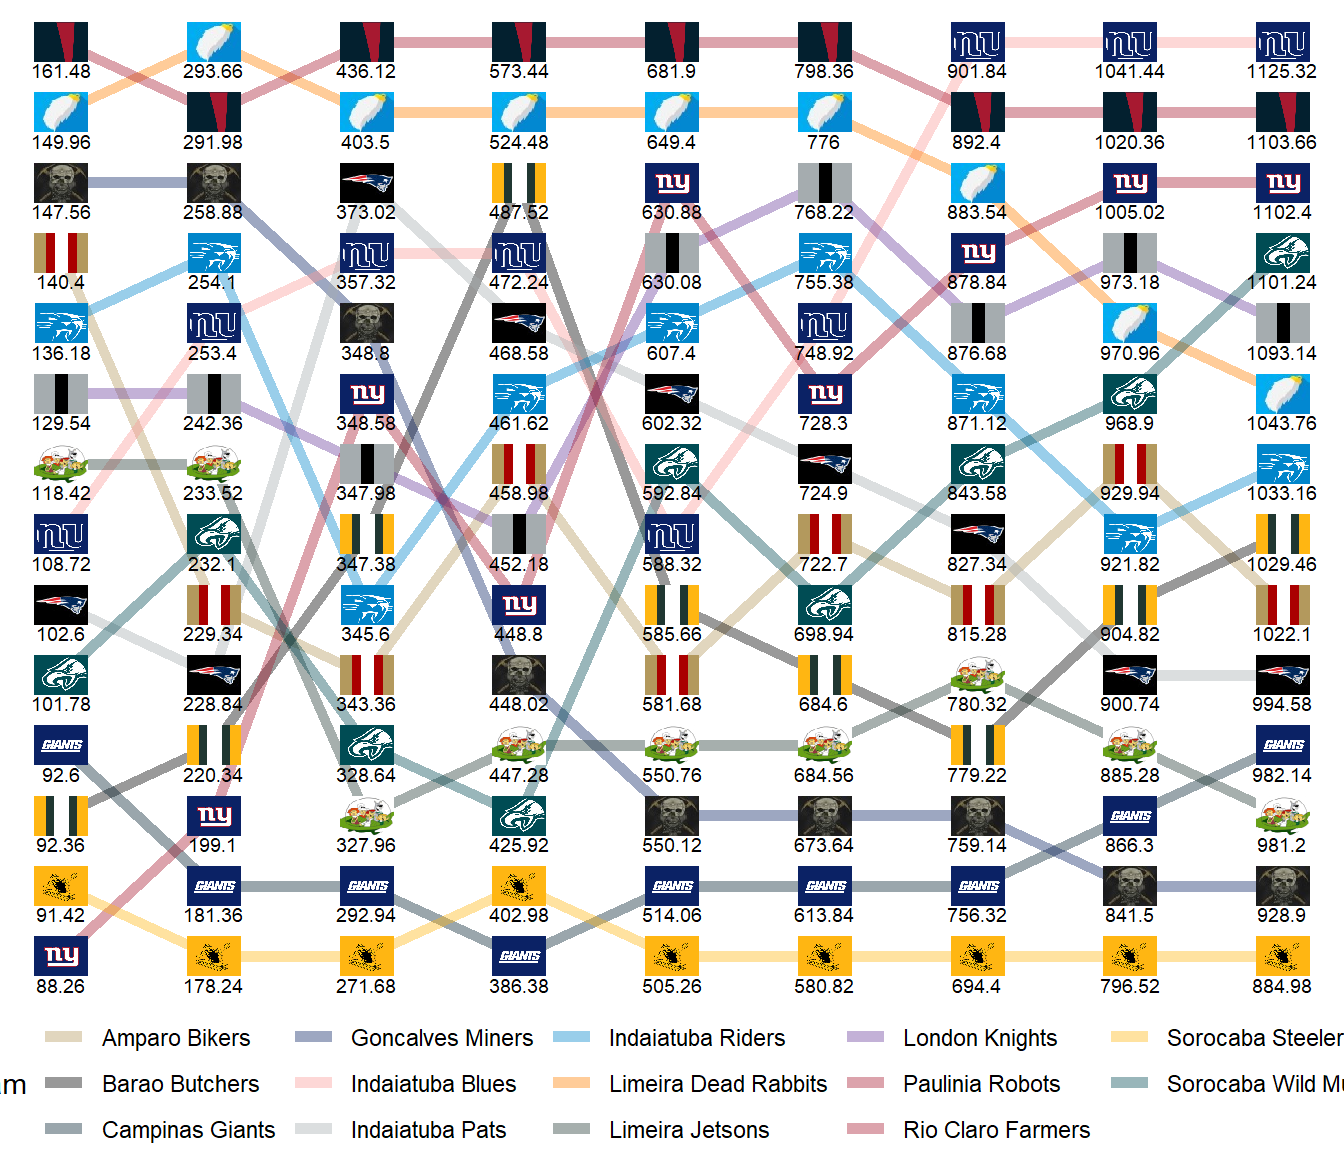 161.48 293.66 436.12 573.44 681.9 798.36 901.84 1041.44 1125.32
149.96 291.98 403.5 524.48 649.4 776 892.4 1020.36 1103.66
ny ny ny
147.56 258.88 373.02 487.52 630.88 768.22 883.54 1005.02 1102.4
ny
140.4 254.1 357.32 472.24 630.08 755.38 878.84 973.18 1101.24
136.18 253.4 348.8 468.58 607.4 748.92 876.68 970.96 1093.14
ny ny
129.54 242.36 348.58 461.62 602.32 728.3 871.12 968.9 1043.76
118.42 233.52 347.98 458.98 592.84 724.9 843.58 929.94 1033.16
108.72 232.1 347.38 452.18 588.32 722.7 827.34 921.82 1029.46
ny
102.6 229.34 345.6 448.8 585.66 698.94 815.28 904.82 1022.1
101.78 228.84 343.36 448.02 581.68 684.6 780.32 900.74 994.58
GIANTS GIANTS
92.6 220.34 328.64 447.28 550.76 684.56 779.22 885.28 982.14
ny GIANTS
92.36 199.1 327.96 425.92 550.12 673.64 759.14 866.3 981.2
GIANTS GIANTS GIANTS GIANTS GIANTS
91.42 181.36 292.94 402.98 514.06 613.84 756.32 841.5 928.9
ny GIANTS
88.26 178.24 271.68 386.38 505.26 580.82 694.4 796.52 884.98
Amparo Bikers Goncalves Miners Indaiatuba Riders London Knights Sorocaba Steeler
am Barao Butchers Indaiatuba Blues Limeira Dead Rabbits Paulinia Robots Sorocaba Wild Mu
Campinas Giants Indaiatuba Pats Limeira Jetsons Rio Claro Farmers